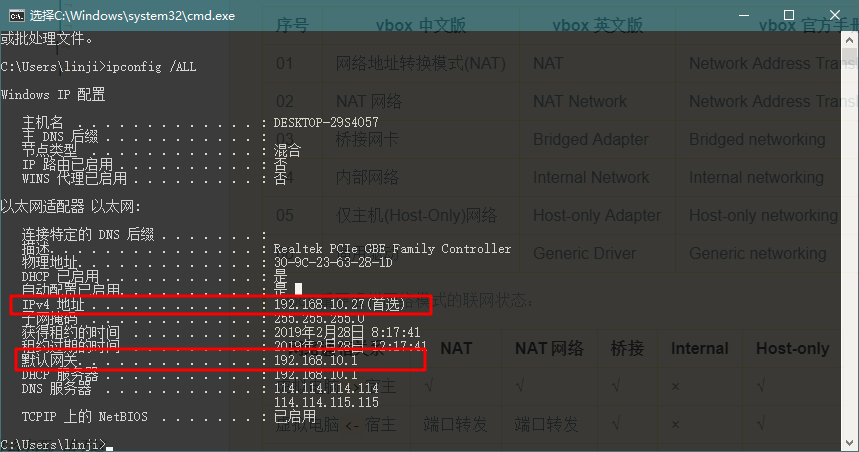 选择C:\Windows\system32\cmd.exe
或批处理文件。
C:\Users\linji>ipconfig /ALL
Windows IP 配置
主机名 . . . . . . . . . . . . . : DESKTOP-29S4057
主 DNS 后缀 . . . . . . . . . . . :
节点类型 . . . . . . . . . . . . : 混合
IP 路由已启用 . . . . . . . . . . : 否
WINS 代理已启用 . . . . . . . . . : 否
以太网适配器 以太网:
连接特定的 DNS 后缀 . . . . . . . :
描述. . . . . . . . . . . . . . . : Realtek PCIe GBE Family Controller
物理地址. . . . . . . . . . . . . : 30-9C-23-63-28-1D
DHCP 已启用 . . . . . . . . . . . : 是
自动配置已启用. . . . . . . . . . : 是
IPv4 地址 . . . . . . . . . . . . : 192.168.10.27(首选)
子网掩码 . . . . . . . . . . . . : 255.255.255.0
获得租约的时间 . . . . . . . . . : 2019年2月28日 8:17:41
租约过期的时间 . . . . . . . . . : 2019年2月28日 12:17:41
默认网关. . . . . . . . . . . . . : 192.168.10.1
DHCP 服务器 . . . . . . . . . . . : 192.168.10.1
DNS 服务器 . . . . . . . . . . . : 114.114.114.114
114.114.115.115
TCPIP 上的 NetBIOS . . . . . . . : 已启用
C:\Users\linji>
序号 vbox 中文版 vbox 英文版 vbox 官方手册
01 网络地址转换模式(NAT) NAT Network Address Trans
02 NAT 网络 NAT Network Network Address Trans
03 桥接网卡 Bridged Adapter Bridged networking
04 内部网络 Internal Network Internal networking
05 仅主机(Host-Only)网络 Host-only Adapter Host-only networking
Generic Driver Generic networking
模式的联网状态：
NAT NAT 网络 桥接 Internal Host-only
宿主 √ √ √ × √
虚拟电脑 <- 宿主 端口转发 端口转发 √ × √